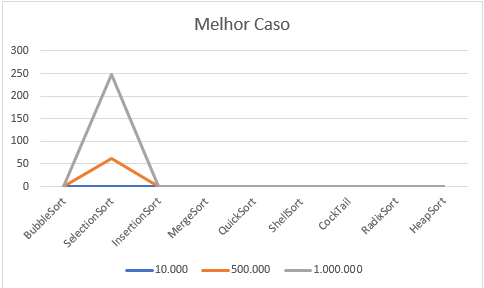 Melhor Caso
300
250
200
150
100
50
0
BubbleSort
SelectionSort
InsertionSort
MergeSort
QuickSort
ShellSort
CockTail
RadixSort
HeapSort
10.000 500.000 1.000.000